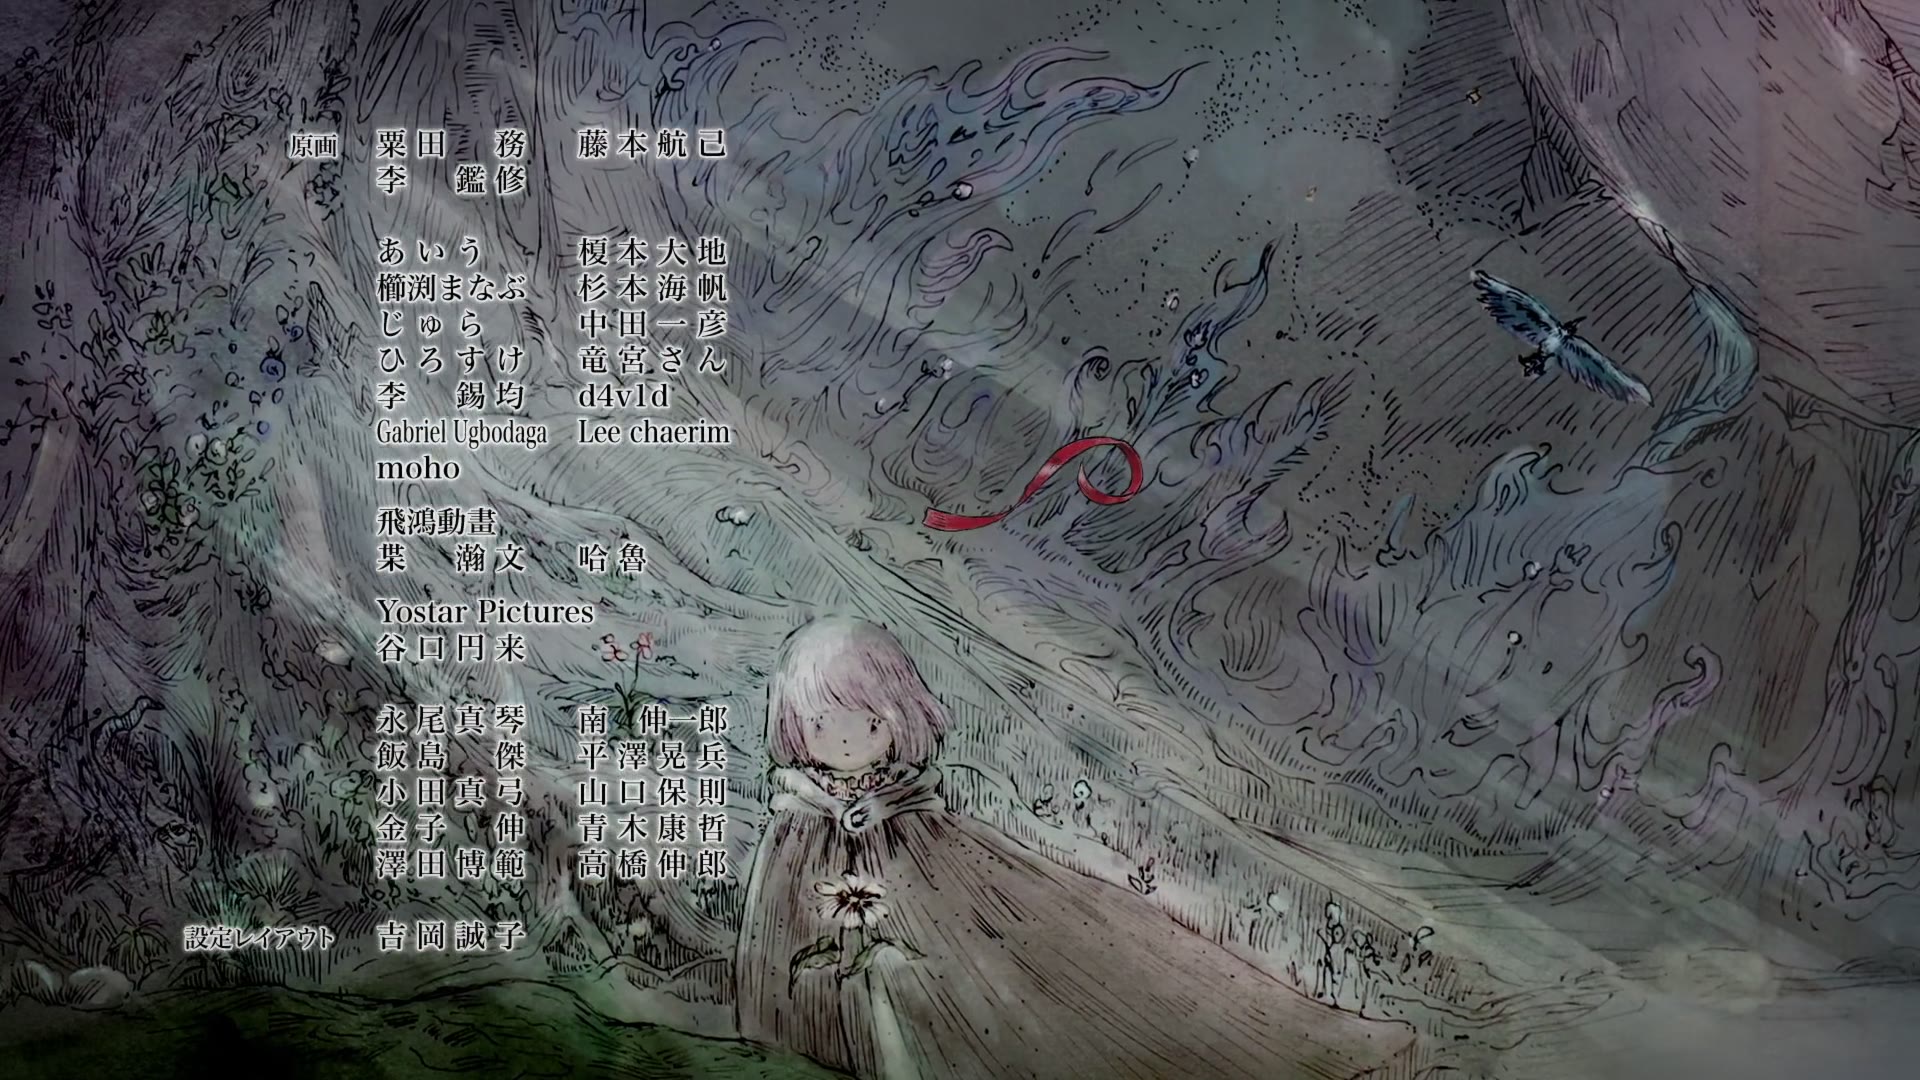 原画 粟田 務 藤本航己
李 鑑修
あいう 榎本大地
櫛渕まなぶ 杉本海帆
じゅら 中田一彦
ひろすけ 竜宮さん
李 錫均 d4v1d
Gabriel Ugbodaga Lee chaerim
moho
飛鴻動畫
瀚文 哈魯
Yostar Pictures
谷口円来
永尾真琴 南 伸一郎
飯島 傑 平澤晃兵
小田真弓 山口保則
金子 伸 青木康哲
澤田博範 高橋伸郎
設定レイアウト 吉岡誠子